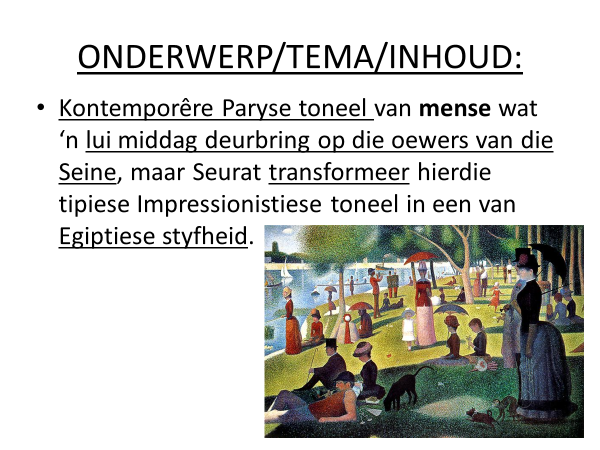 ONDERWERP/TEMA/INHOUD:
• Kontemporêre Paryse toneel van mense wat
‘n lui middag deurbring op die oewers van die
Seine, maar Seurat transformeer hierdie
tipiese Impressionistiese toneel in een van
Egiptiese styfheid.